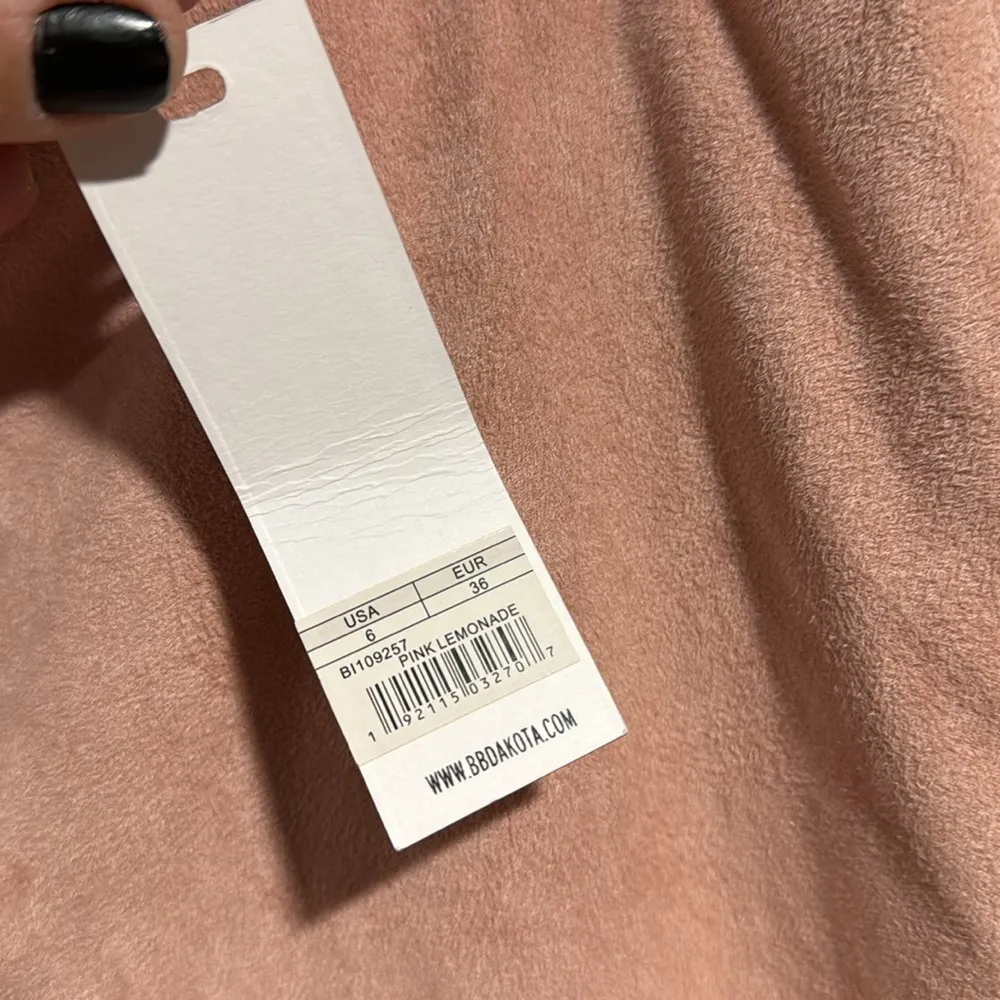 USA EUR
6 36
BI109257 PINK LEMONADE
1 92115 03270 7
WWW.BBDAKOTA.COM